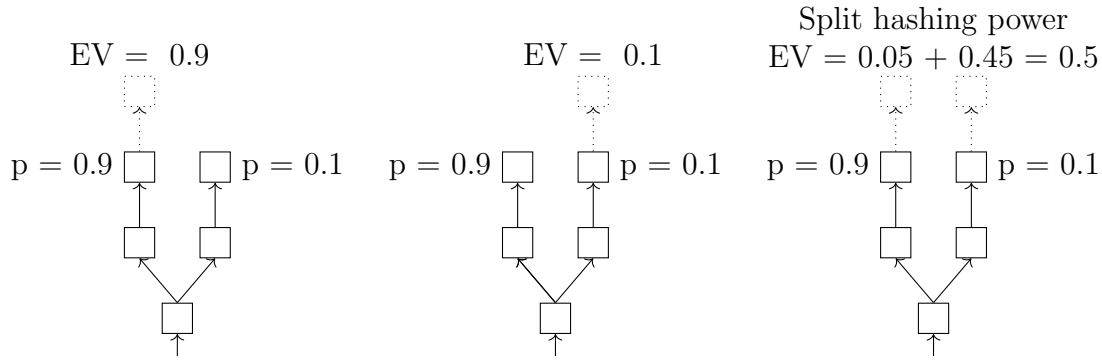 Split hashing power
EV = 0.9
EV = 0.1
EV = 0.05 + 0.45 = 0.5
p = 0.9
p = 0.1
p = 0.9
p = 0.1
p = 0.9
p = 0.1